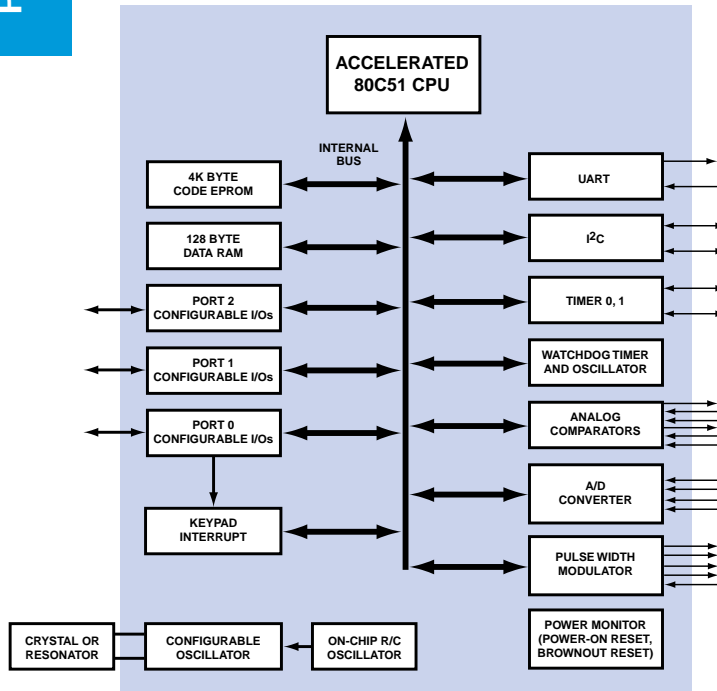 ACCELERATED
80C51 CPU
INTERNAL
BUS
4K BYTE
CODE EPROM
128 BYTE
DATA RAM
PORT 2
CONFIGURABLE I/Os
PORT 1
CONFIGURABLE I/Os
PORT 0
CONFIGURABLE I/Os
KEYPAD
INTERRUPT
UART
I²C
TIMER 0, 1
WATCHDOG TIMER
AND OSCILLATOR
ANALOG
COMPARATORS
A/D
CONVERTER
PULSE WIDTH
MODULATOR
CRYSTAL OR
RESONATOR
CONFIGURABLE
OSCILLATOR
ON-CHIP R/C
OSCILLATOR
POWER MONITOR
(POWER-ON RESET,
BROWNOUT RESET)